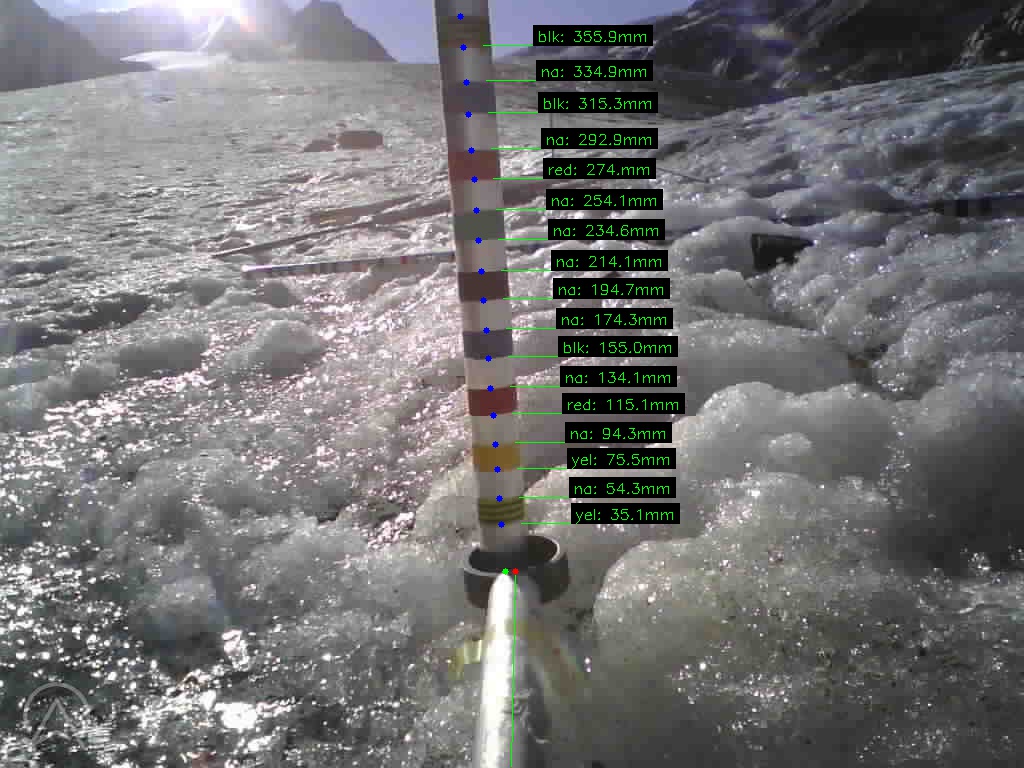 blk: 355.9mm
na: 334.9mm
blk: 315.3mm
na: 292.9mm
red: 274.mm
na: 254.1mm
na: 234.6mm
na: 214.1mm
na: 194.7mm
na: 174.3mm
blk: 155.0mm
na: 134.1mm
red: 115.1mm
na: 94.3mm
yel: 75.5mm
na: 54.3mm
yel: 35.1mm